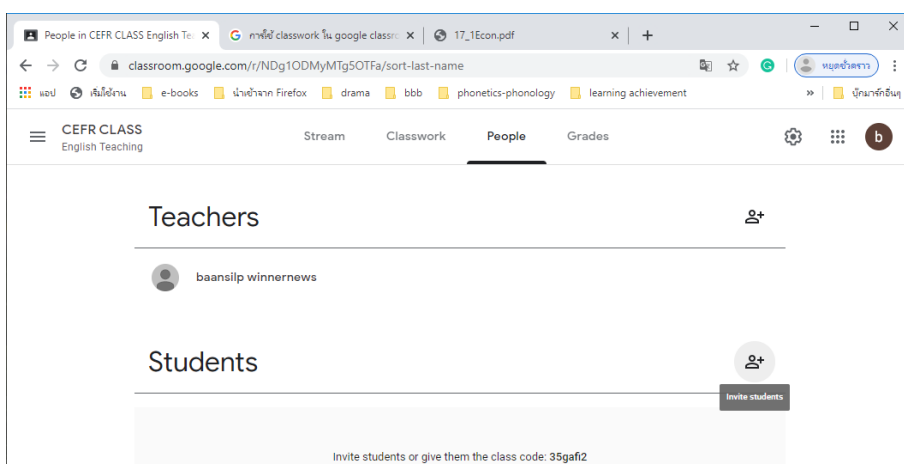 People in CEFR CLASS English Te
การใช้ classwork ใน google classro
17_1Econ.pdf
classroom.google.com/r/NDg1ODMyMTg5OTFa/sort-last-name
หยุดชั่วคราว
แอป
เริ่มใช้งาน
e-books
นำเข้าจาก Firefox
drama
bbb
phonetics-phonology
learning achievement
»
บุ๊กมาร์กอื่นๆ
CEFR CLASS
English Teaching
Stream
Classwork
People
Grades
b
Teachers
baansilp winnernews
Students
Invite students
Invite students or give them the class code: 35gafi2